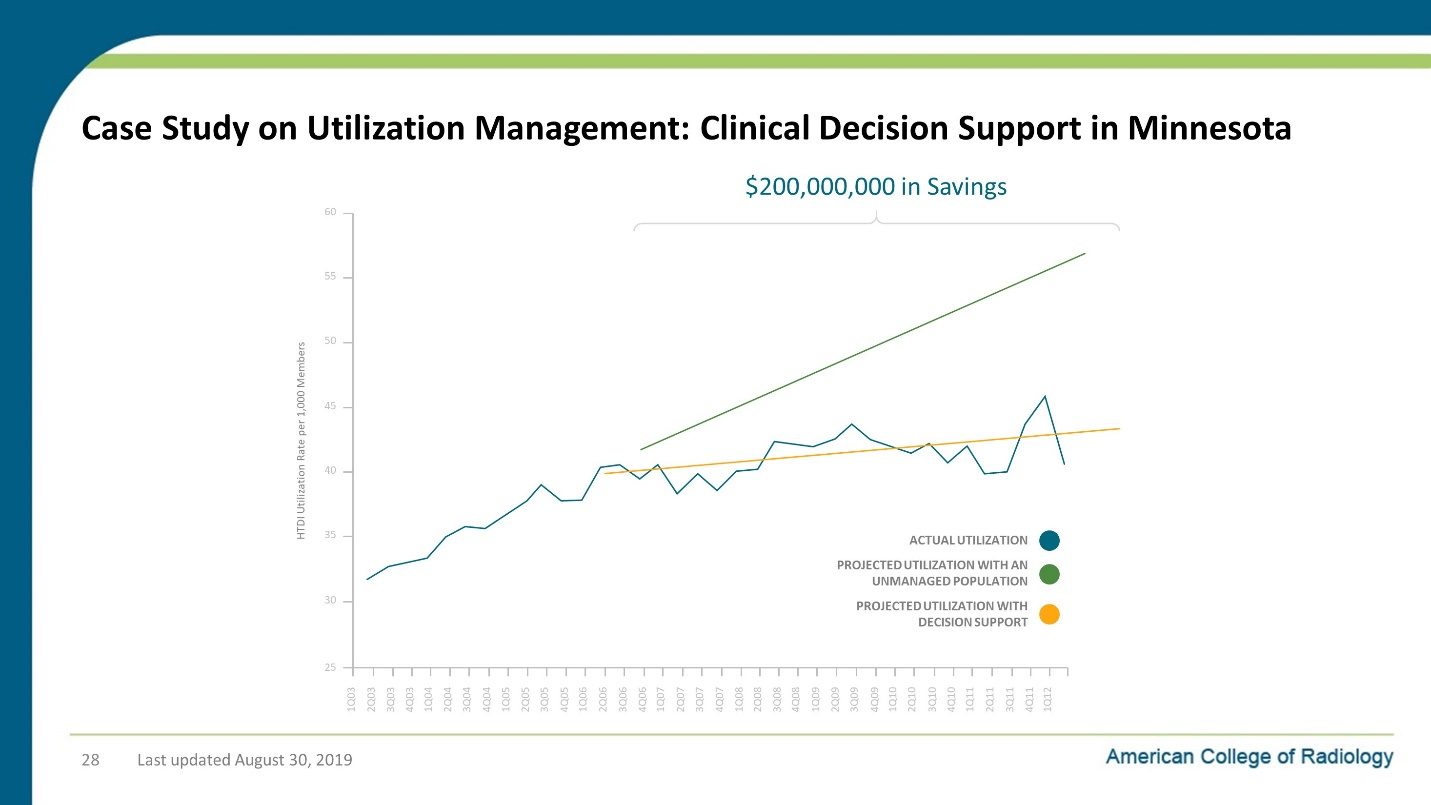 Case Study on Utilization Management: Clinical Decision Support in Minnesota
$200,000,000 in Savings
60
55
50
45
40
35
30
25
HTDI Utilization Rate per 1,000 Members
ACTUAL UTILIZATION
PROJECTED UTILIZATION WITH AN
UNMANAGED POPULATION
PROJECTED UTILIZATION WITH
DECISION SUPPORT
1Q03
2Q03
3Q03
4Q03
1Q04
2Q04
3Q04
4Q04
1Q05
2Q05
3Q05
4Q05
1Q06
2Q06
3Q06
4Q06
1Q07
2Q07
3Q07
4Q07
1Q08
2Q08
3Q08
4Q08
1Q09
2Q09
3Q09
4Q09
1Q10
2Q10
3Q10
4Q10
1Q11
2Q11
3Q11
4Q11
1Q12
28 Last updated August 30, 2019
American College of Radiology